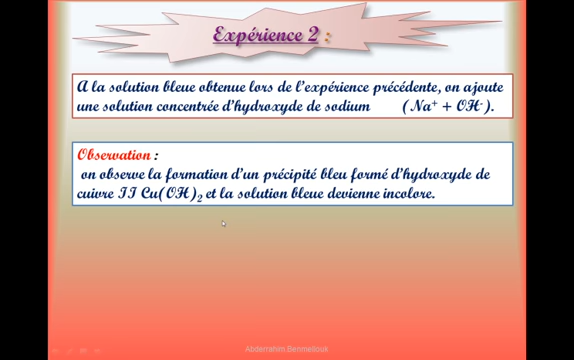 Expérience 2 :
A la solution bleue obtenue lors de l'expérience précédente, on ajoute
une solution concentrée d'hydroxyde de sodium (Na⁺ + OH⁻).
Observation :
on observe la formation d'un précipité bleu formé d'hydroxyde de
cuivre II Cu(OH)₂ et la solution bleue devienne incolore.
Abderrahim Benmellouk